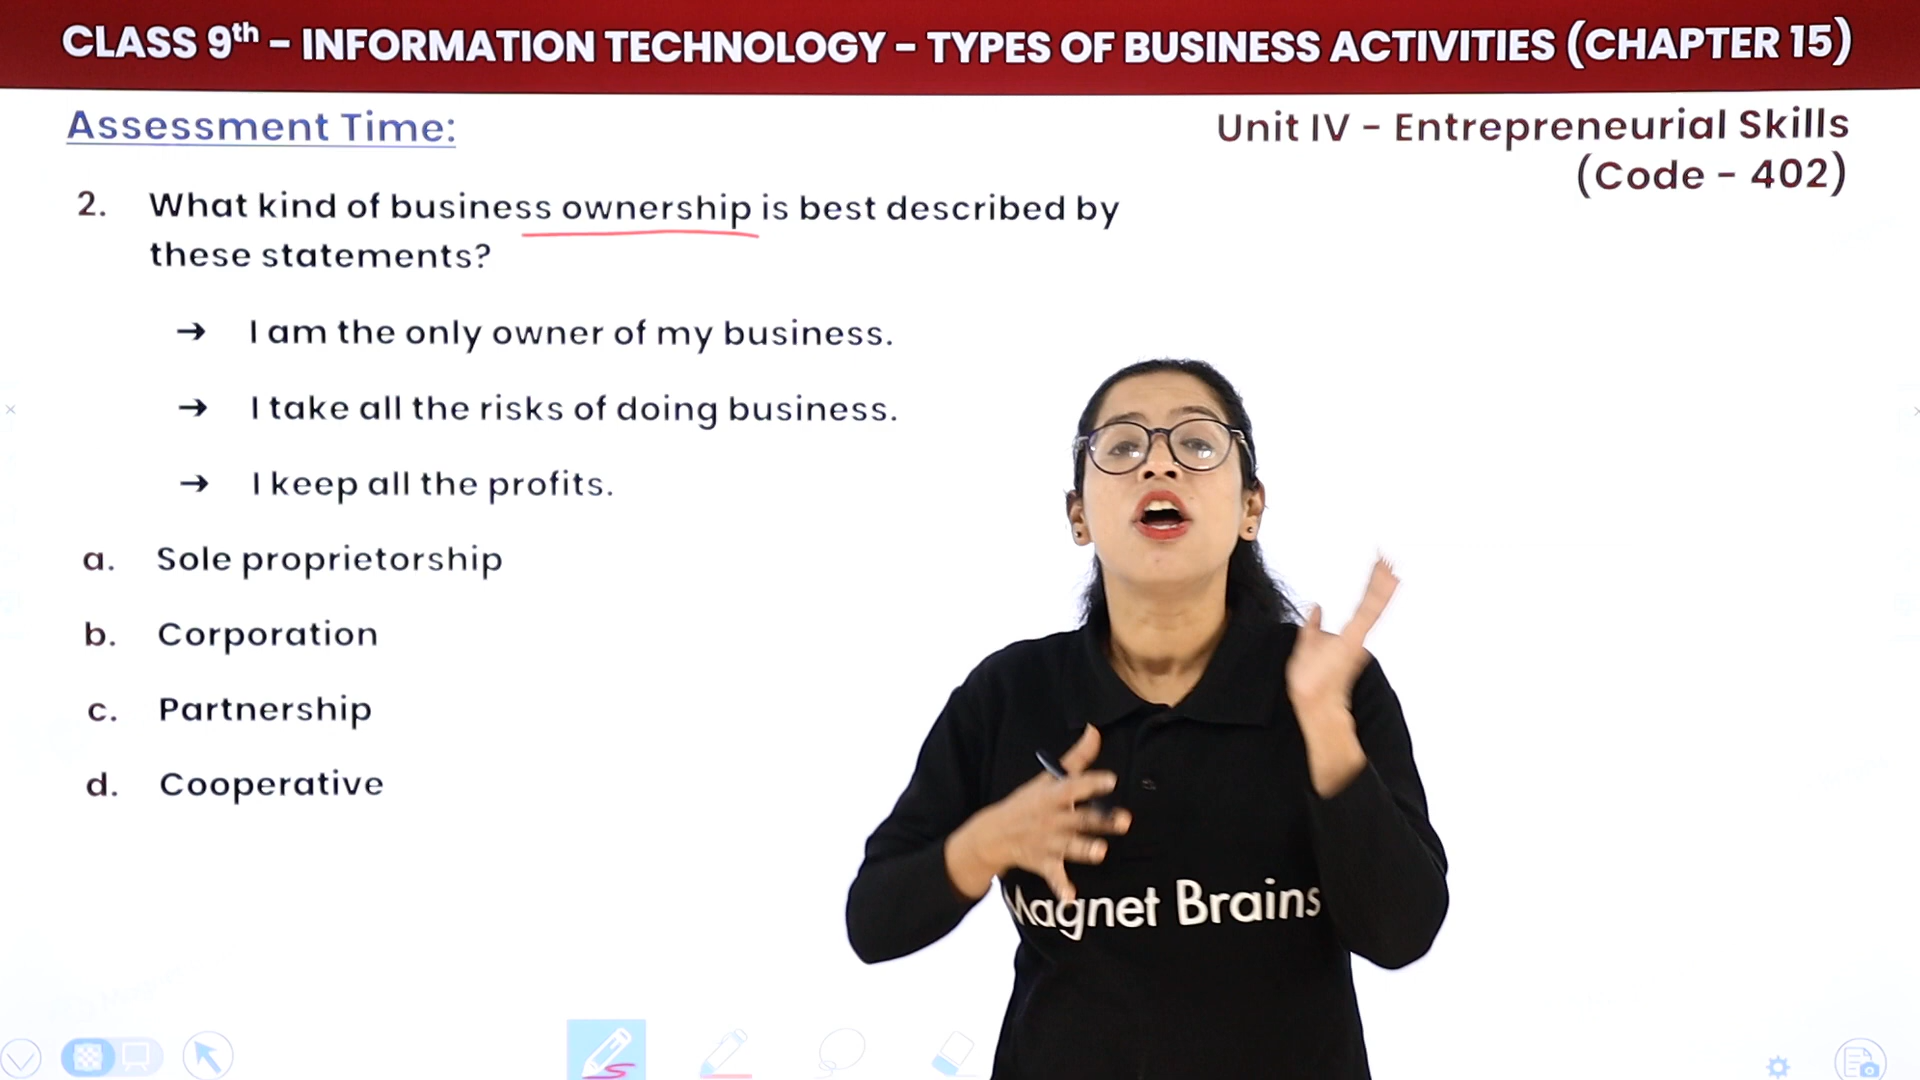 CLASS 9th - INFORMATION TECHNOLOGY - TYPES OF BUSINESS ACTIVITIES (CHAPTER 15)
Assessment Time:
Unit IV - Entrepreneurial Skills
(Code - 402)
2. What kind of business ownership is best described by
these statements?
➔ I am the only owner of my business.
➔ I take all the risks of doing business.
➔ I keep all the profits.
a. Sole proprietorship
b. Corporation
c. Partnership
d. Cooperative
Magnet Brains